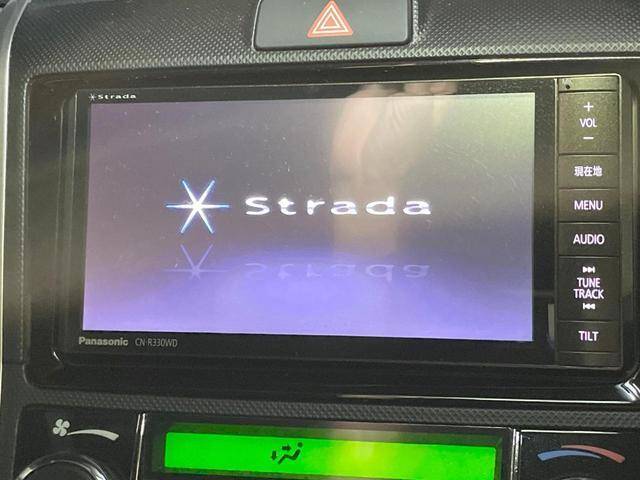 Strada
Strada
+
VOL
−
現在地
MENU
AUDIO
TUNE
TRACK
TILT
Panasonic CN-R330WD